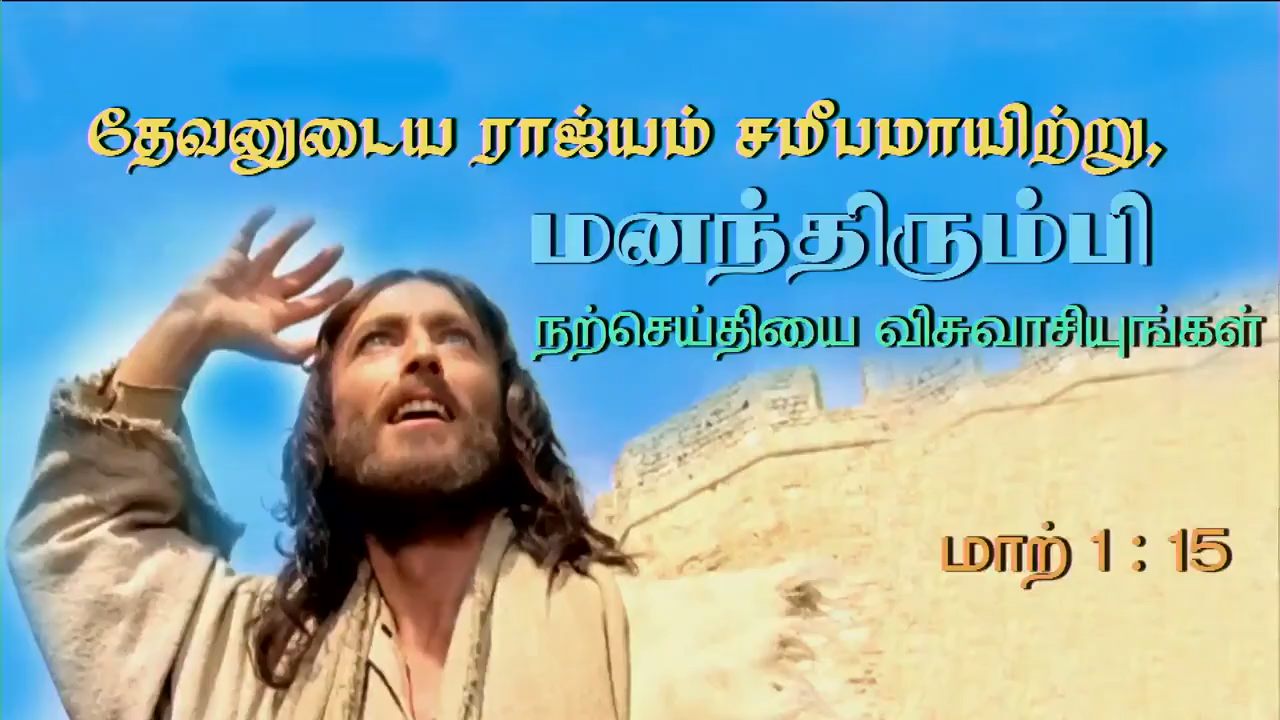 தேவனுடைய ராஜ்யம் சமீபமாயிற்று,
மனந்திரும்பி
நற்செய்தியை விசுவாசியுங்கள்
மாற் 1 : 15